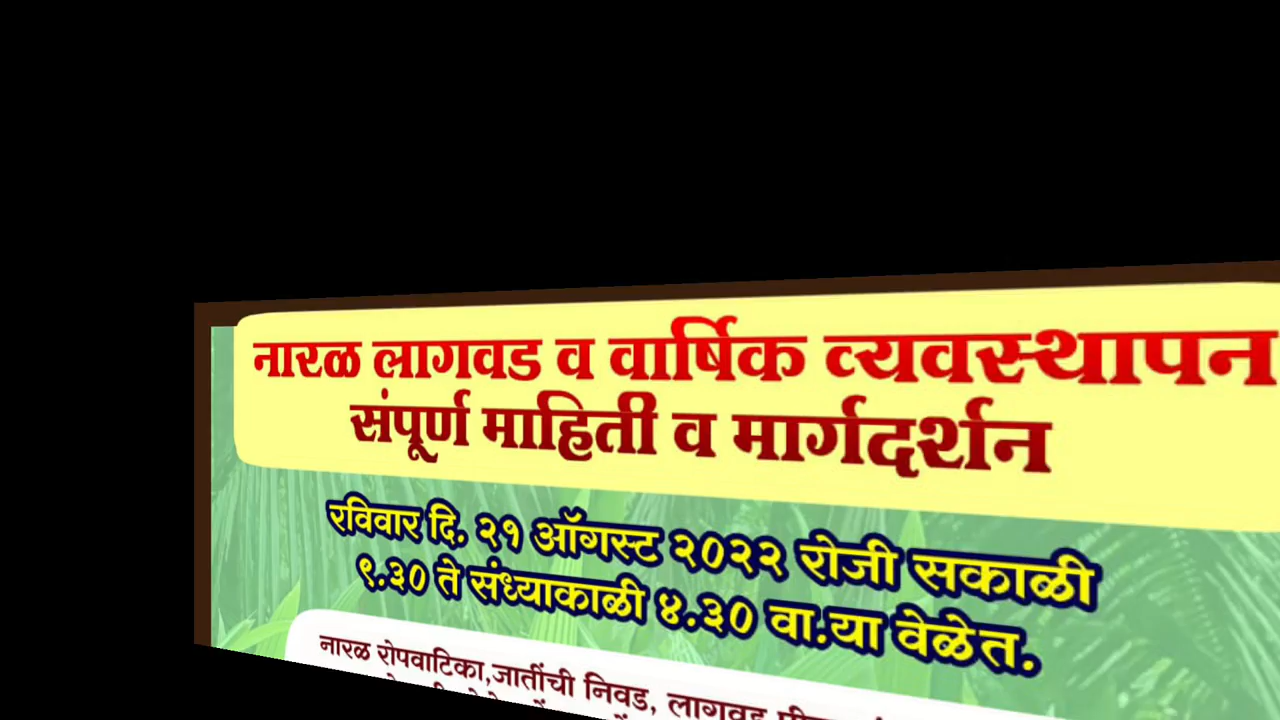 नारळ लागवड व वार्षिक व्यवस्थापन
संपूर्ण माहिती व मार्गदर्शन
रविवार दि. २१ ऑगस्ट २०२२ रोजी सकाळी
९.३० ते संध्याकाळी ४.३० वा.या वेळेत.
नारळ रोपवाटिका,जातींची निवड, लागवड